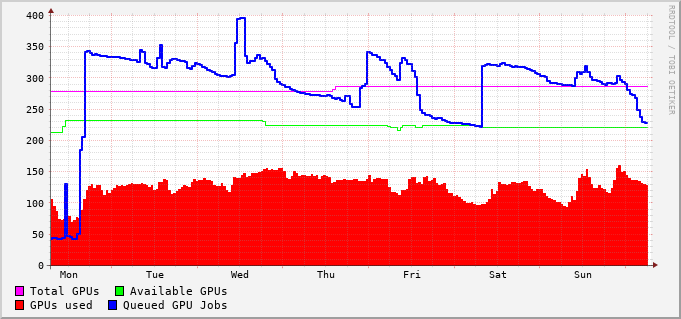 400
350
300
250
200
150
100
50
0
Mon Tue Wed Thu Fri Sat Sun
Total GPUs Available GPUs
GPUs used Queued GPU Jobs
RRDTOOL / TOBI OETIKER